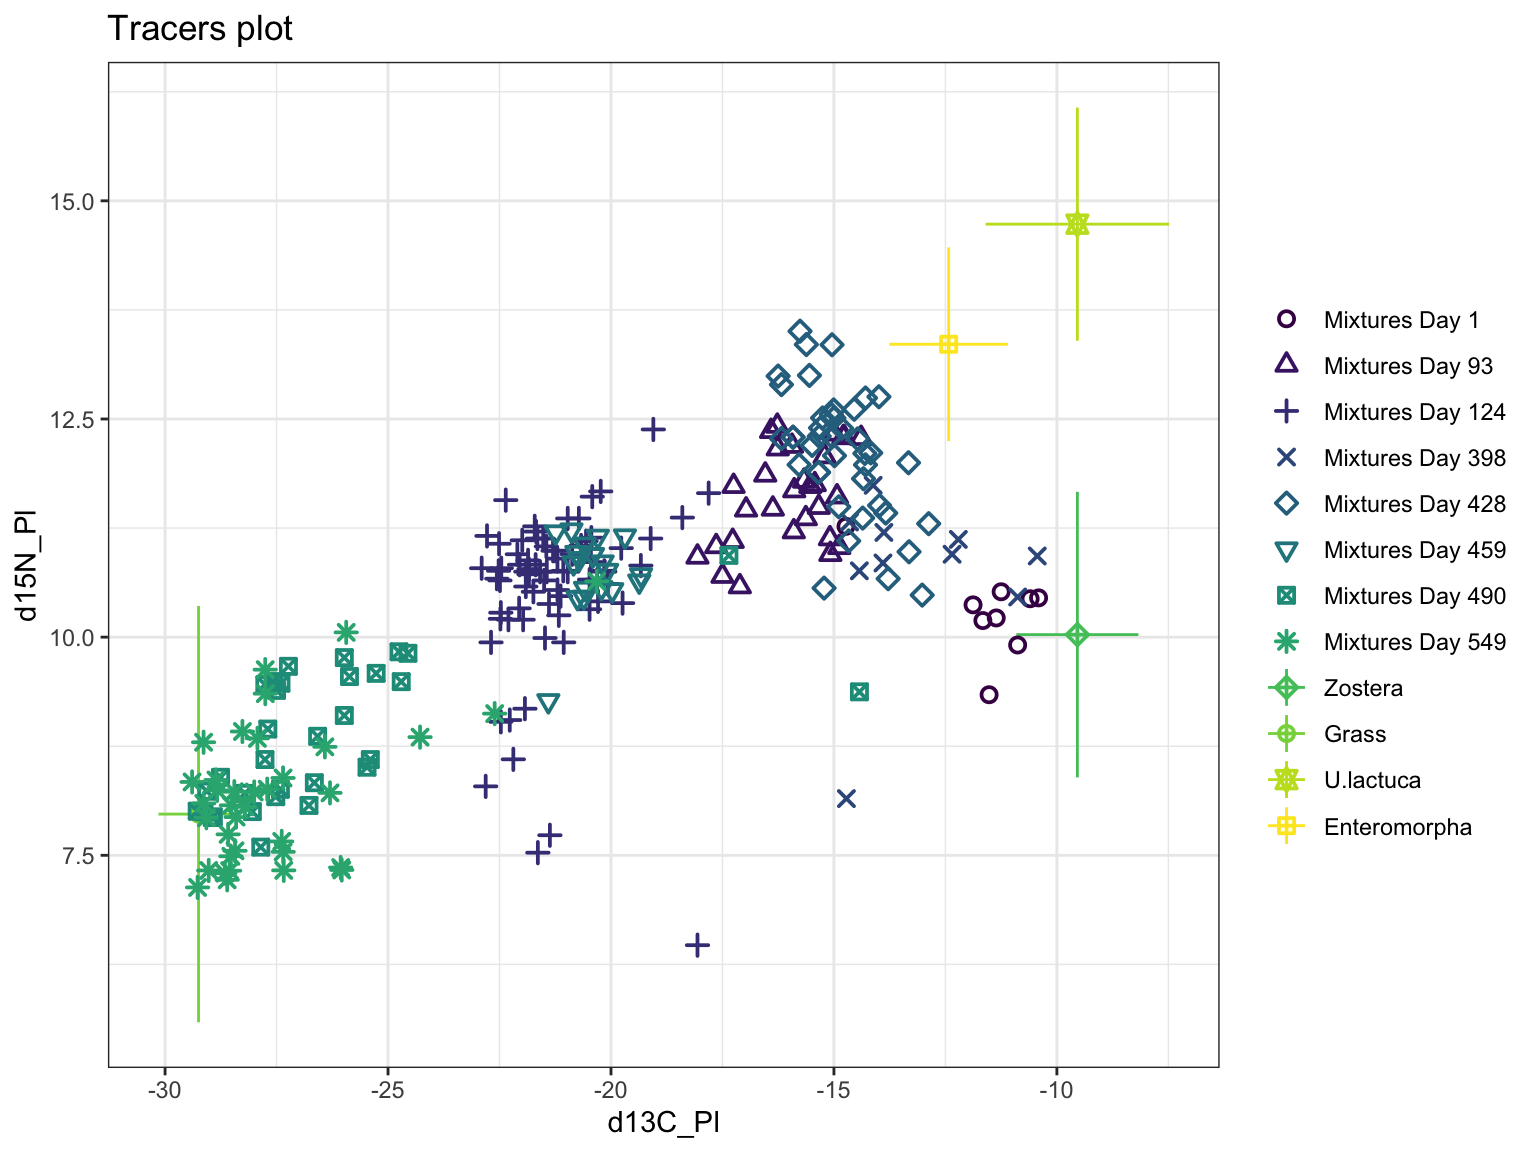 Tracers plot
d15N_Pl
15.0
12.5
10.0
7.5
-30
-25
-20
-15
-10
d13C_Pl
Mixtures Day 1
Mixtures Day 93
Mixtures Day 124
Mixtures Day 398
Mixtures Day 428
Mixtures Day 459
Mixtures Day 490
Mixtures Day 549
Zostera
Grass
U.lactuca
Enteromorpha